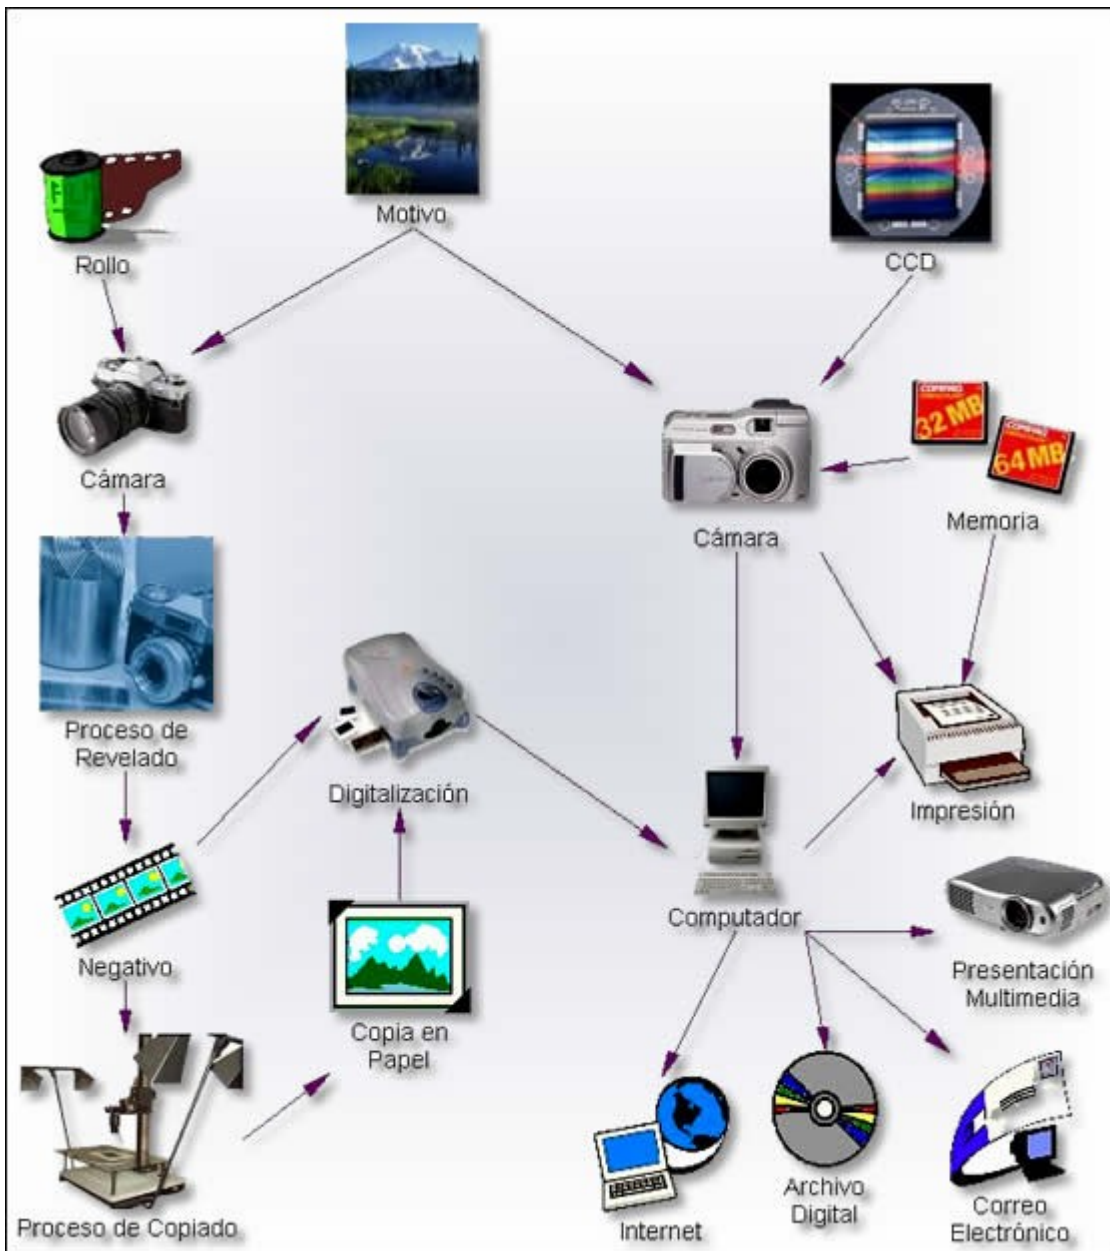 Motivo
Rollo
CCD
32 MB
64 MB
Cámara
Cámara
Memoria
Proceso de
Revelado
Digitalización
Impresión
Computador
Negativo
Presentación
Multimedia
Copia en
Papel
Proceso de Copiado
Internet
Archivo
Digital
Correo
Electrónico